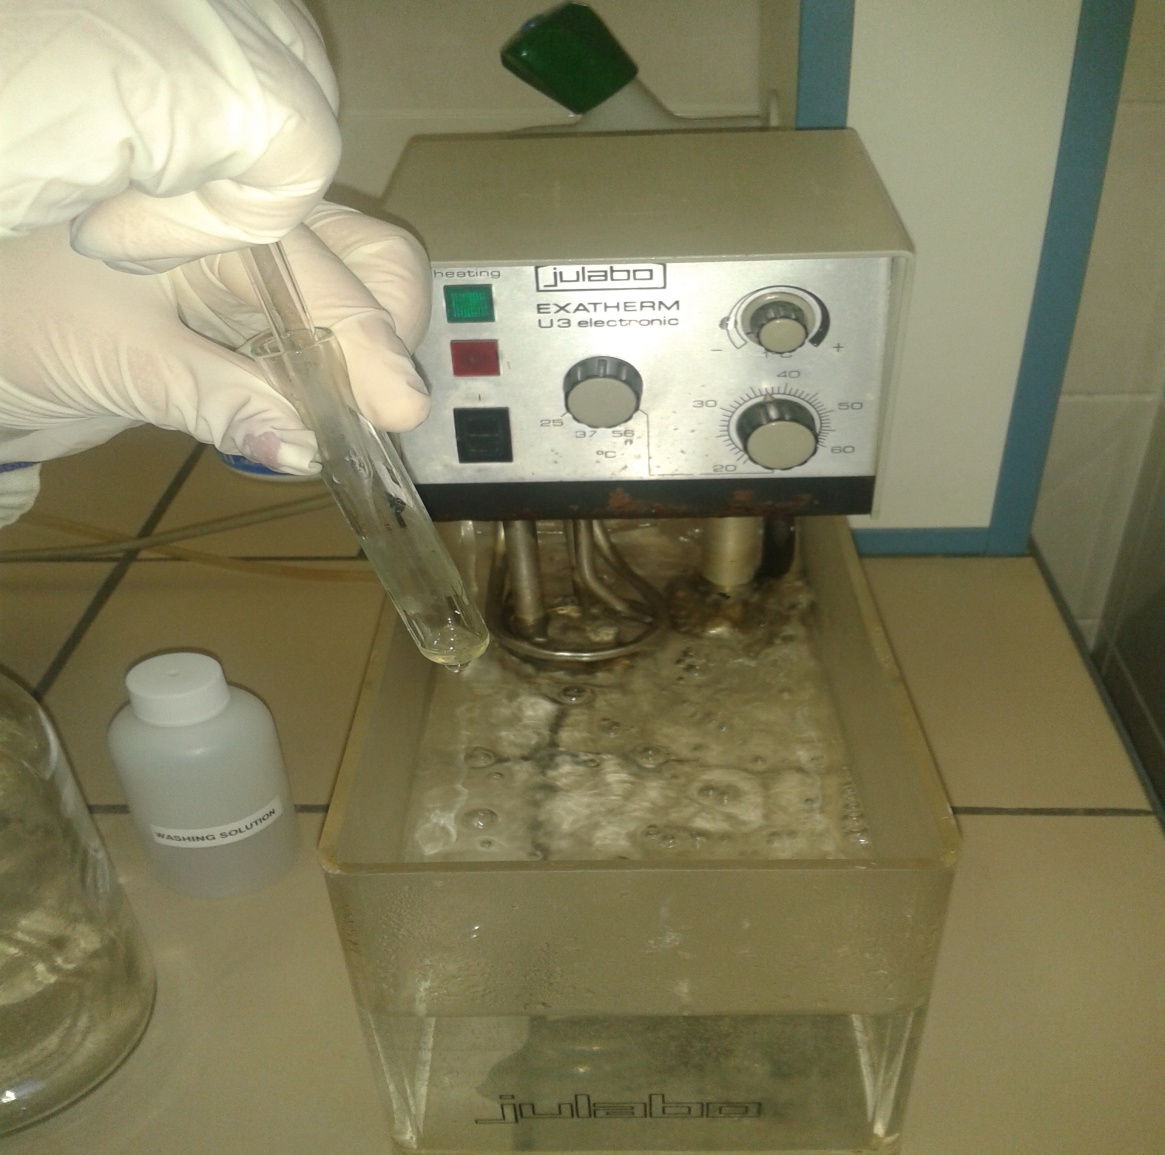 heating
julabo
EXATHERM
U3 electronic
- °C +
40
30
50
25
37 56
60
°C
20
WASHING SOLUTION
julabo